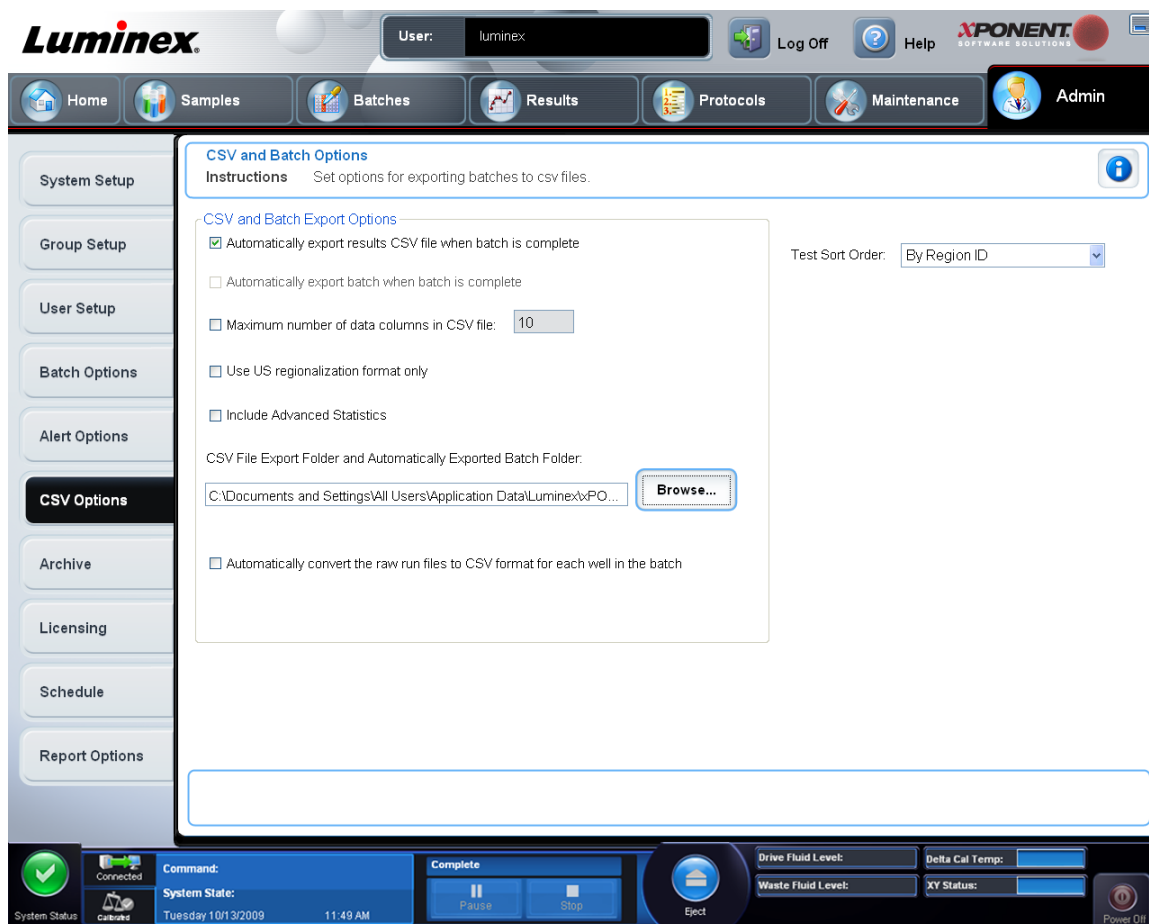 Luminex.
User: luminex
Log Off
Help
XPONENT.
SOFTWARE SOLUTIONS
Home
Samples
Batches
Results
Protocols
Maintenance
Admin
System Setup
Group Setup
User Setup
Batch Options
Alert Options
CSV Options
Archive
Licensing
Schedule
Report Options
CSV and Batch Options
Instructions Set options for exporting batches to csv files.
CSV and Batch Export Options
Automatically export results CSV file when batch is complete
Automatically export batch when batch is complete
Maximum number of data columns in CSV file: 10
Use US regionalization format only
Include Advanced Statistics
CSV File Export Folder and Automatically Exported Batch Folder:
C:\Documents and Settings\All Users\Application Data\Luminex\xPO...
Browse...
Automatically convert the raw run files to CSV format for each well in the batch
Test Sort Order: By Region ID
System Status
Connected
Calibrated
Command:
System State:
Tuesday 10/13/2009 11:49 AM
Complete
Pause
Stop
Eject
Drive Fluid Level:
Waste Fluid Level:
Delta Cal Temp:
XY Status:
Power Off